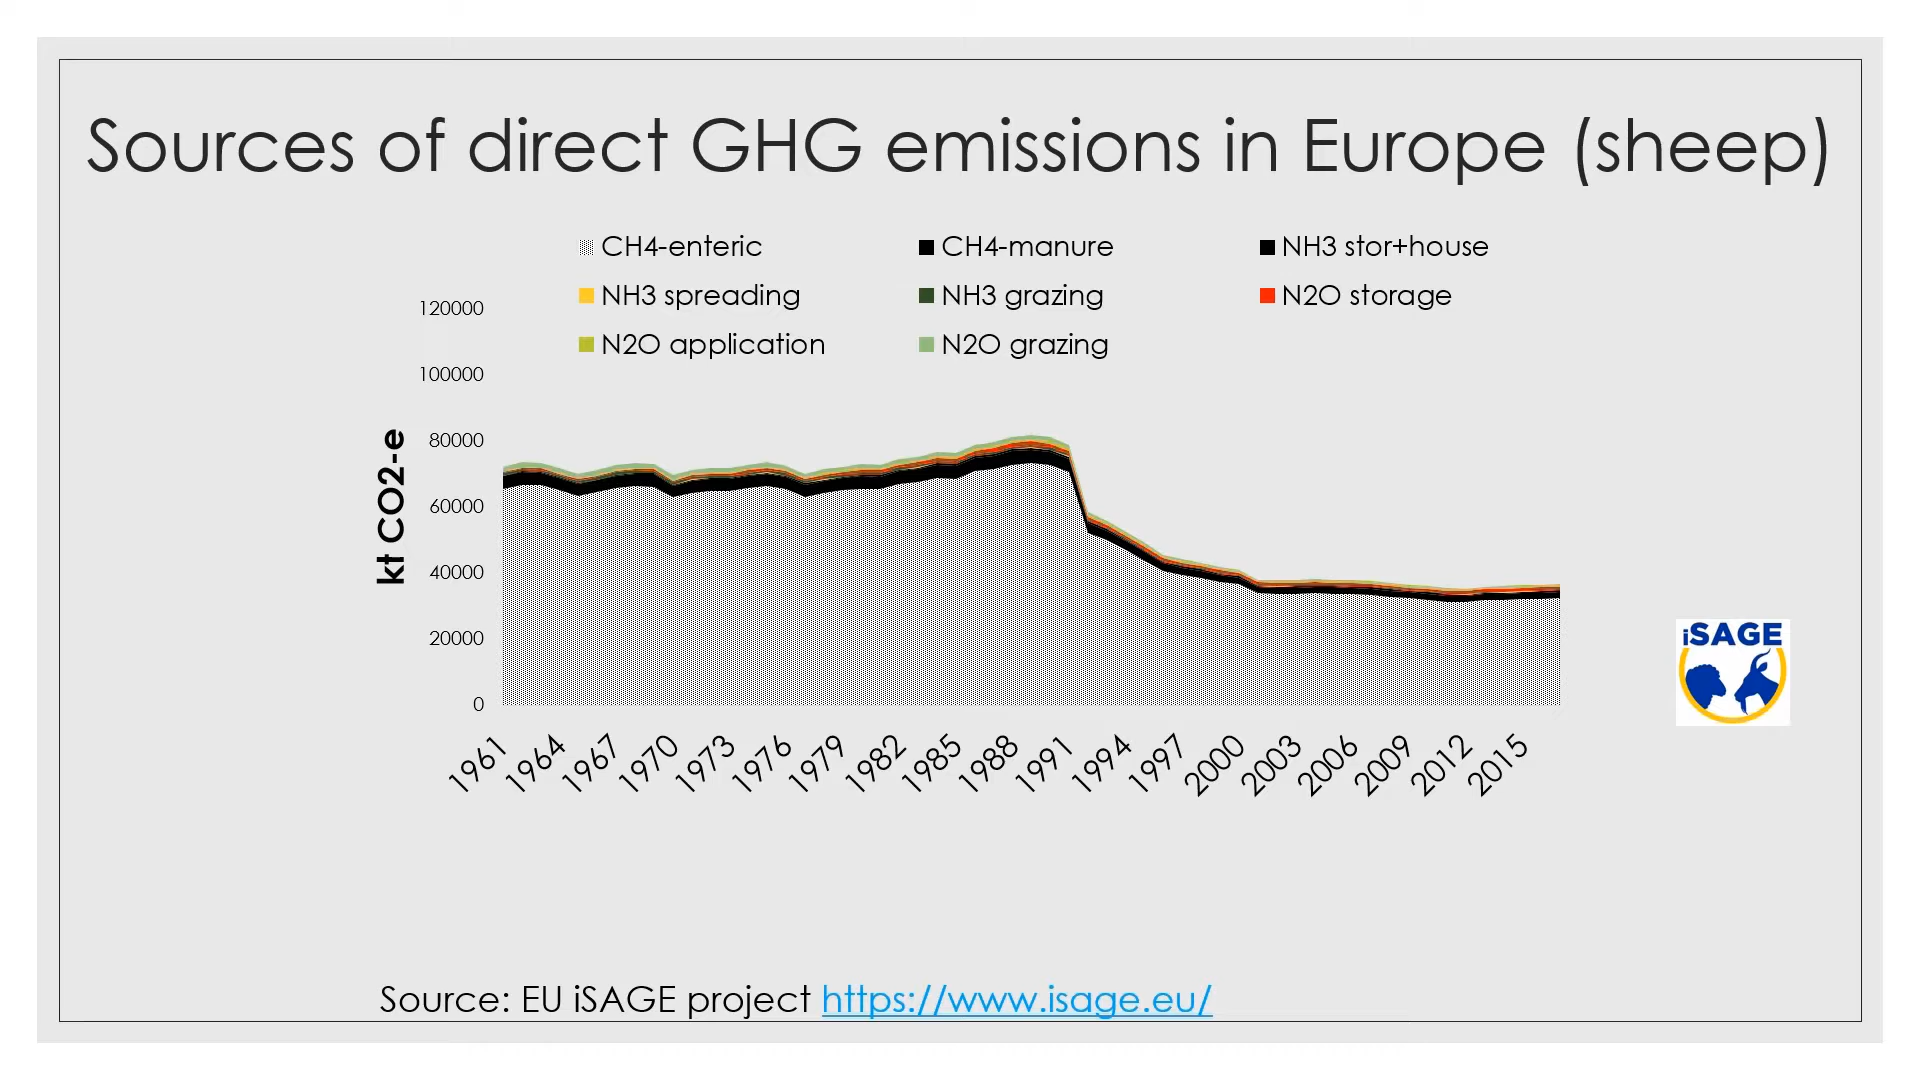 Sources of direct GHG emissions in Europe (sheep)
CH4-enteric
CH4-manure
NH3 stor+house
NH3 spreading
NH3 grazing
N2O storage
N2O application
N2O grazing
kt CO2-e
120000
100000
80000
60000
40000
20000
0
1961
1964
1967
1970
1973
1976
1979
1982
1985
1988
1991
1994
1997
2000
2003
2006
2009
2012
2015
iSAGE
Source: EU iSAGE project https://www.isage.eu/